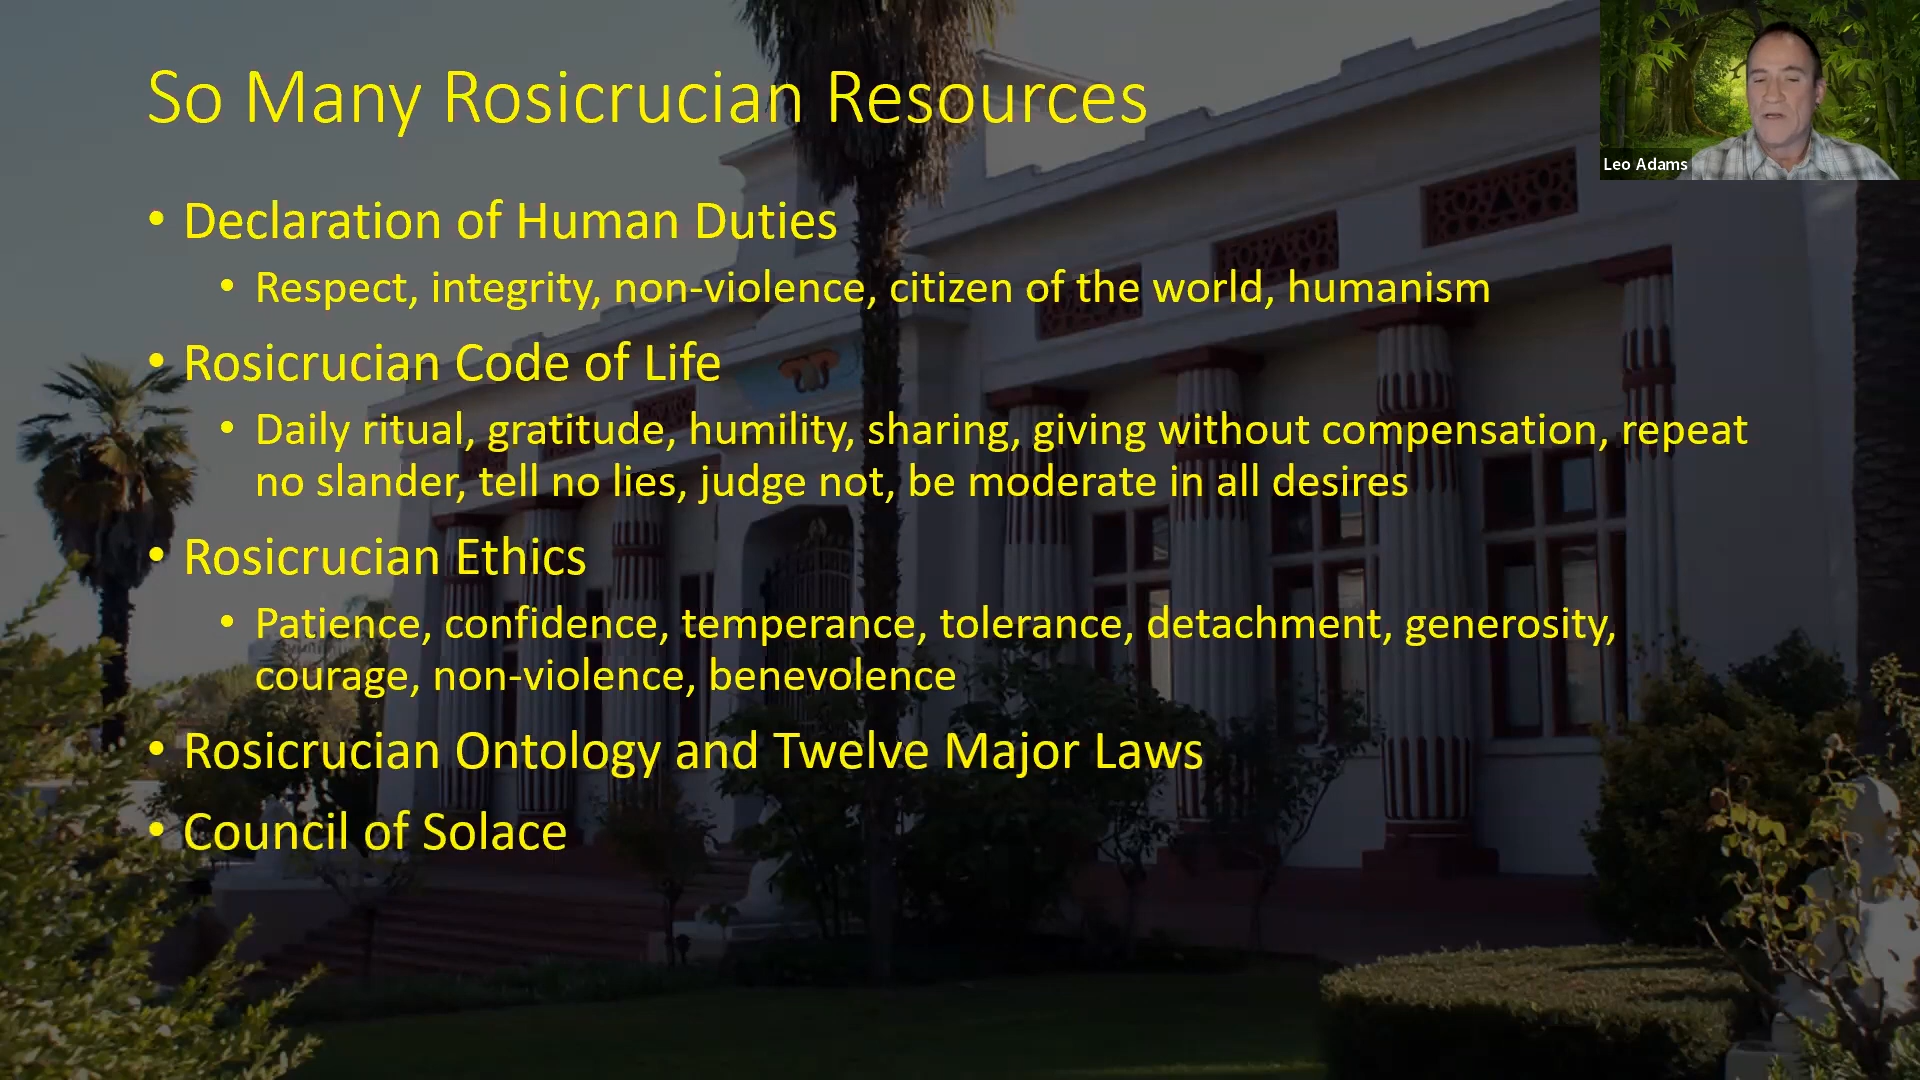 So Many Rosicrucian Resources
Leo Adams
• Declaration of Human Duties
• Respect, integrity, non-violence, citizen of the world, humanism
• Rosicrucian Code of Life
• Daily ritual, gratitude, humility, sharing, giving without compensation, repeat
no slander, tell no lies, judge not, be moderate in all desires
• Rosicrucian Ethics
• Patience, confidence, temperance, tolerance, detachment, generosity,
courage, non-violence, benevolence
• Rosicrucian Ontology and Twelve Major Laws
• Council of Solace